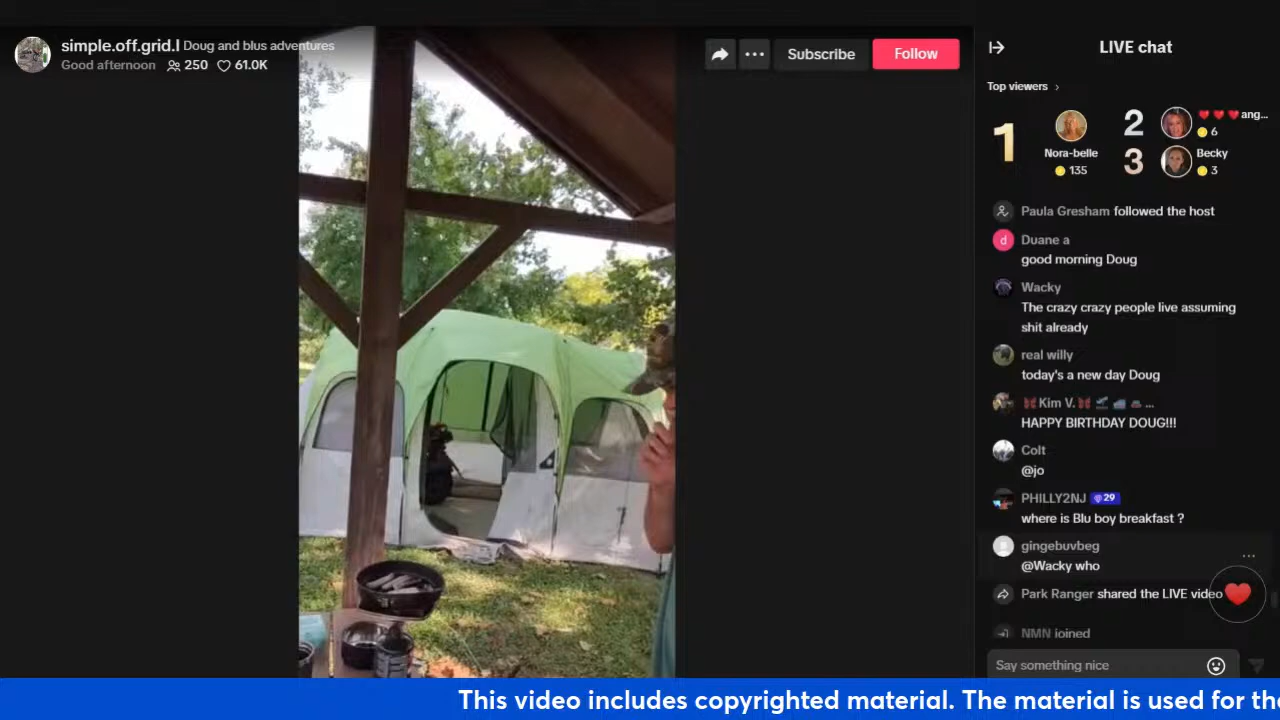 simple.off.grid.l Doug and blus adventures
Good afternoon 250 61.0K
Subscribe
Follow
LIVE chat
Top viewers
1
Nora-belle
135
2
ang...
6
3
Becky
3
Paula Gresham followed the host
Duane a
good morning Doug
Wacky
The crazy crazy people live assuming
shit already
real willy
today's a new day Doug
Kim V. ...
HAPPY BIRTHDAY DOUG!!!
Colt
@jo
PHILLY2NJ 29
where is Blu boy breakfast ?
gingebuvbeg
@Wacky who
Park Ranger shared the LIVE video
NMN joined
Say something nice
This video includes copyrighted material. The material is used for th